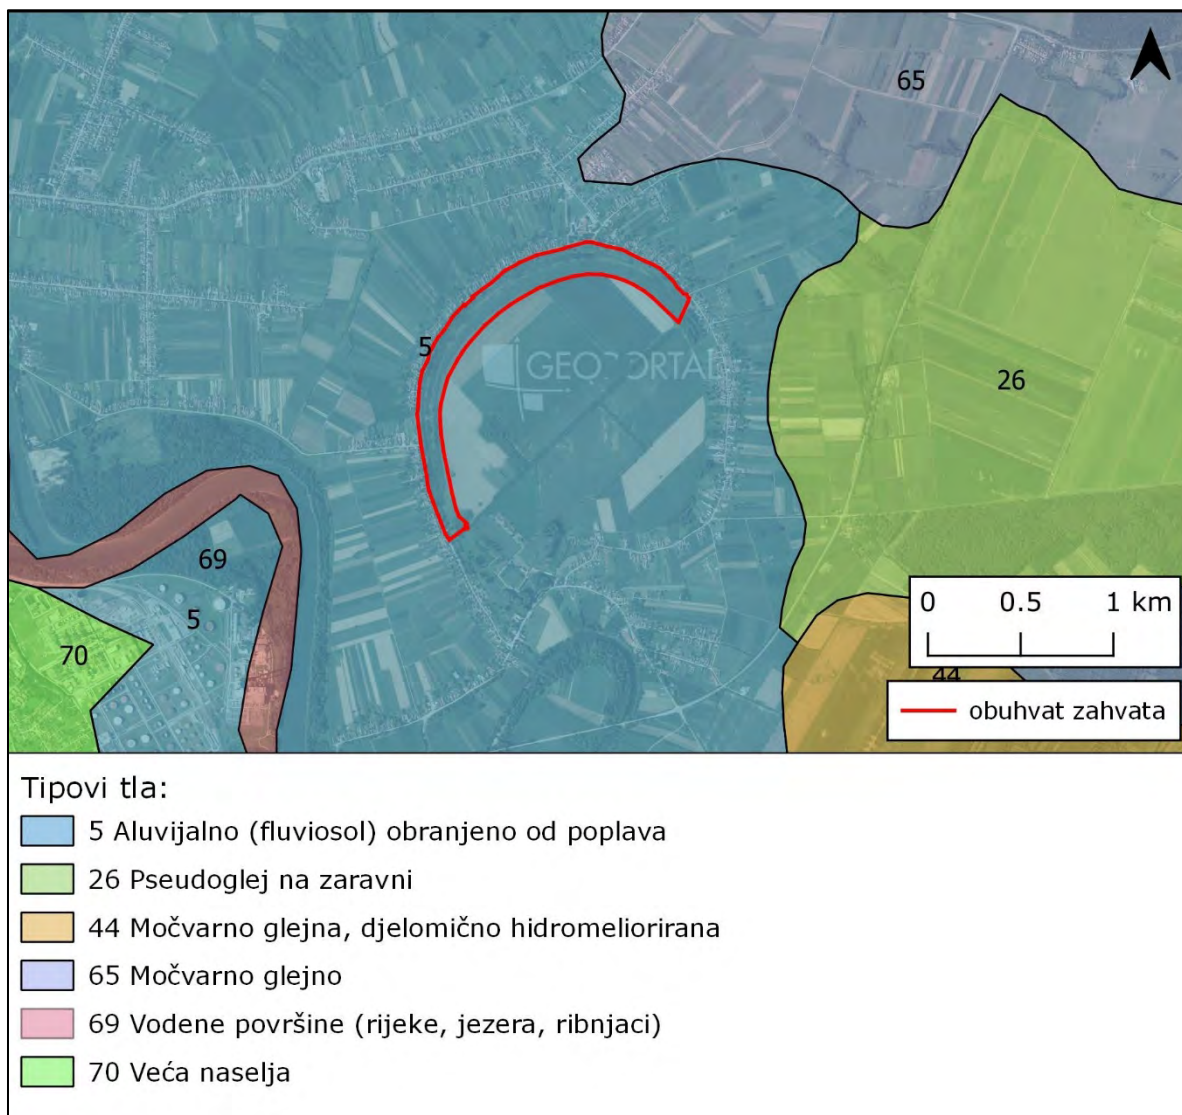 65
5
GEOPORTAL
26
69
5
70
0 0.5 1 km
44
obuhvat zahvata
Tipovi tla:
5 Aluvijalno (fluviosol) obranjeno od poplava
26 Pseudoglej na zaravni
44 Močvarno glejna, djelomično hidromeliorirana
65 Močvarno glejno
69 Vodene površine (rijeke, jezera, ribnjaci)
70 Veća naselja